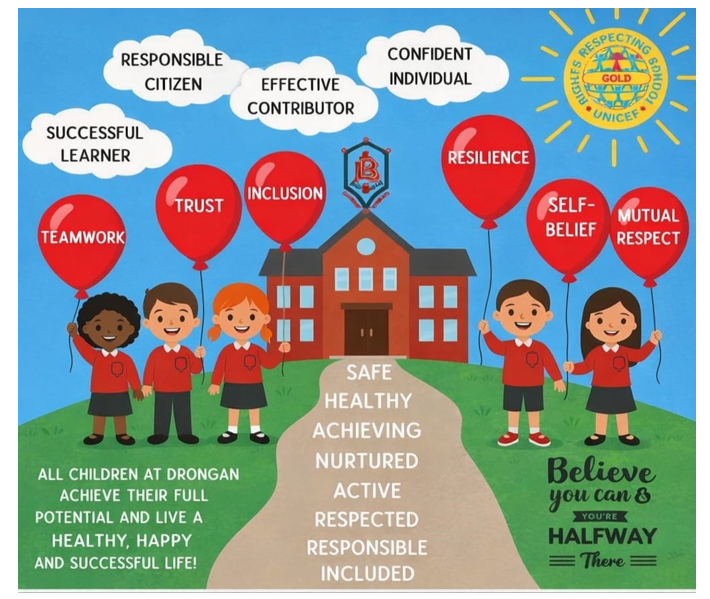 RESPONSIBLE
CITIZEN
EFFECTIVE
CONTRIBUTOR
CONFIDENT
INDIVIDUAL
SUCCESSFUL
LEARNER
RIGHTS RESPECTING SCHOOL
GOLD
UNICEF
TEAMWORK
TRUST
INCLUSION
RESILIENCE
SELF-
BELIEF
MUTUAL
RESPECT
SAFE
HEALTHY
ACHIEVING
NURTURED
ACTIVE
RESPECTED
RESPONSIBLE
INCLUDED
ALL CHILDREN AT DRONGAN
ACHIEVE THEIR FULL
POTENTIAL AND LIVE A
HEALTHY, HAPPY
AND SUCCESSFUL LIFE!
Believe
you can &
YOU'RE
HALFWAY
There